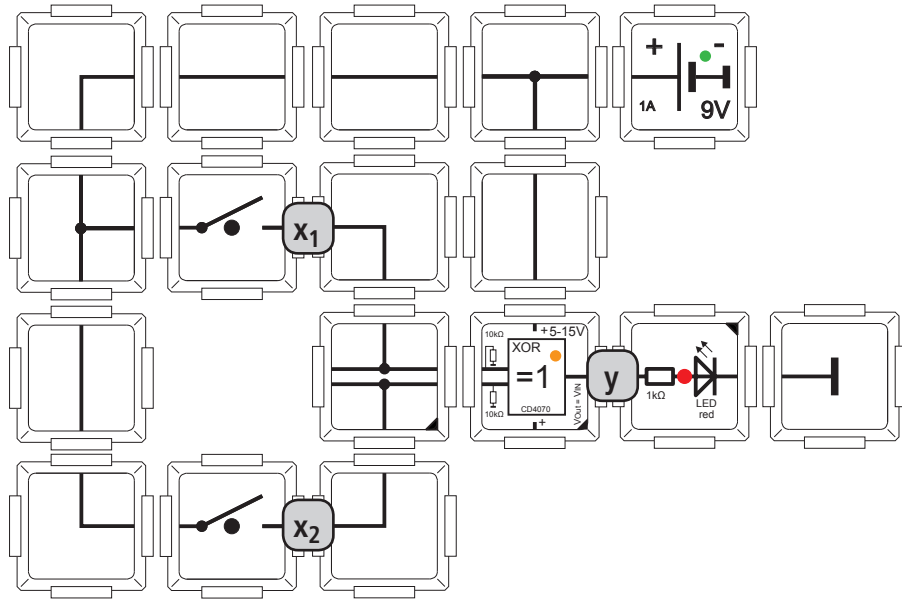 + -
1A 9V
x1
+5-15V
10kΩ
XOR
=1
10kΩ
CD4070
+
VOut = VIN
y
1kΩ
LED
red
x2